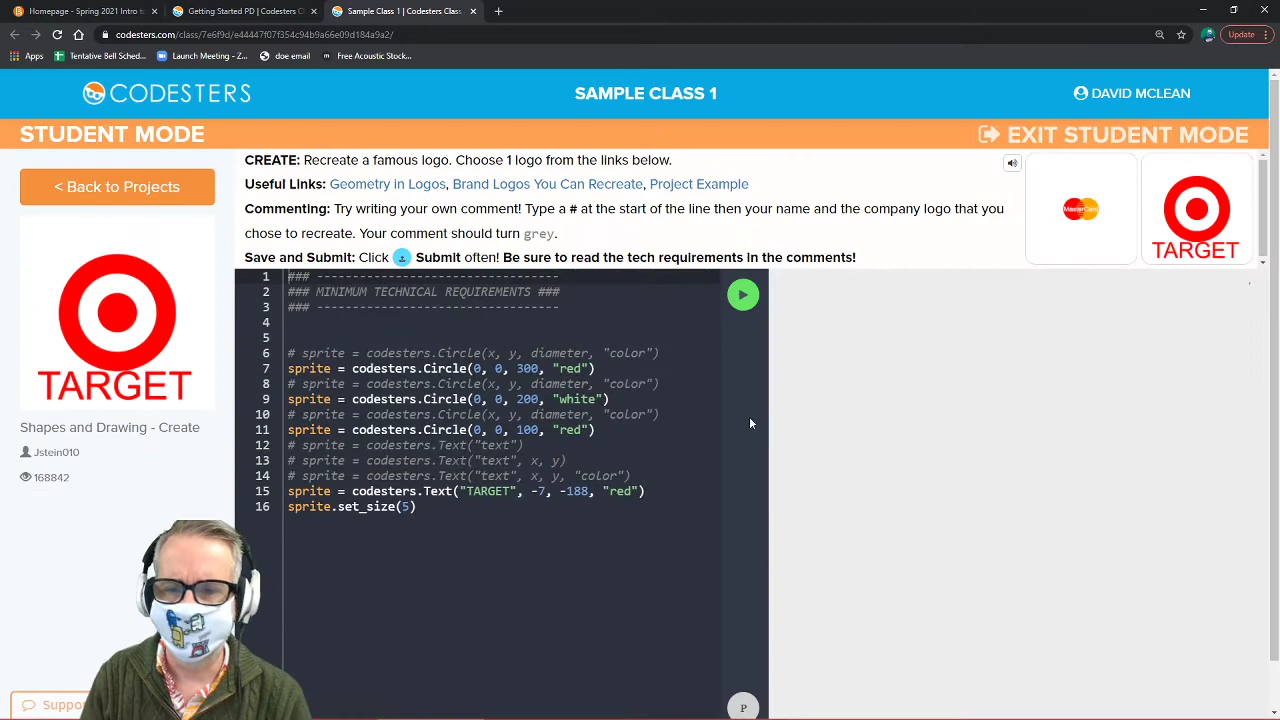 Homepage - Spring 2021 Intro to
Getting Started PD | Codesters Cl
Sample Class 1 | Codesters Class
codesters.com/class/7e6f9d/e44447f07f354c94b9a66e09d184a9a2/
Update
Apps
Tentative Bell Sched...
Launch Meeting - Z...
doe email
Free Acoustic Stock...
CODESTERS
SAMPLE CLASS 1
DAVID MCLEAN
STUDENT MODE
EXIT STUDENT MODE
< Back to Projects
TARGET
Shapes and Drawing - Create
Jstein010
168842
CREATE: Recreate a famous logo. Choose 1 logo from the links below.
Useful Links: Geometry in Logos, Brand Logos You Can Recreate, Project Example
Commenting: Try writing your own comment! Type a # at the start of the line then your name and the company logo that you
chose to recreate. Your comment should turn grey.
Save and Submit: Click Submit often! Be sure to read the tech requirements in the comments!
MasterCard
TARGET
1 ### ----------------------------------
2 ### MINIMUM TECHNICAL REQUIREMENTS ###
3 ### ----------------------------------
4
5
6 # sprite = codesters.Circle(x, y, diameter, "color")
7 sprite = codesters.Circle(0, 0, 300, "red")
8 # sprite = codesters.Circle(x, y, diameter, "color")
9 sprite = codesters.Circle(0, 0, 200, "white")
10 # sprite = codesters.Circle(x, y, diameter, "color")
11 sprite = codesters.Circle(0, 0, 100, "red")
12 # sprite = codesters.Text("text")
13 # sprite = codesters.Text("text", x, y)
14 # sprite = codesters.Text("text", x, y, "color")
15 sprite = codesters.Text("TARGET", -7, -188, "red")
16 sprite.set_size(5)
P
Suppo